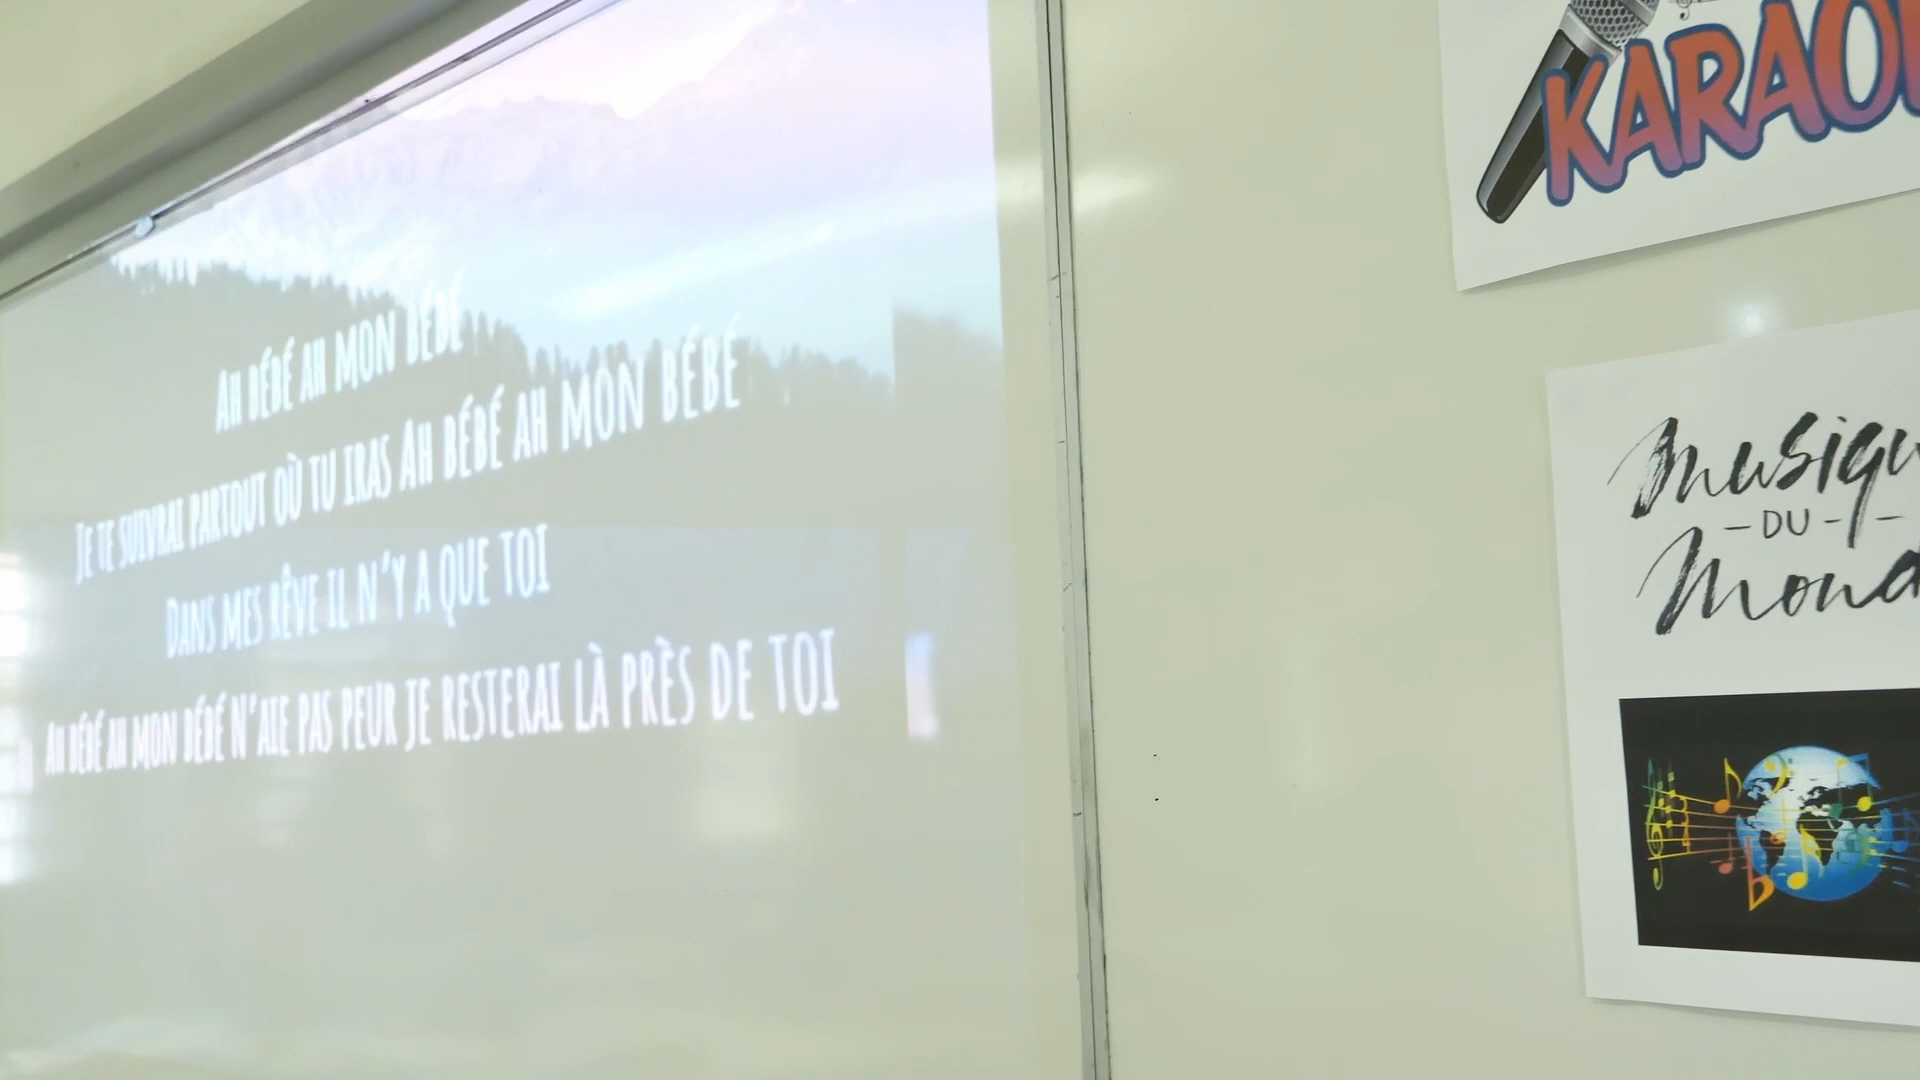 AH BÉBÉ AH MON BÉBÉ
JE TE SUIVRAI PARTOUT OÙ TU IRAS AH BÉBÉ AH MON BÉBÉ
DANS MES RÊVE IL N'Y A QUE TOI
AH BÉBÉ AH MON BÉBÉ N'AIE PAS PEUR JE RESTERAI LÀ PRÈS DE TOI
KARAO
Musiqu
- DU -
Mond